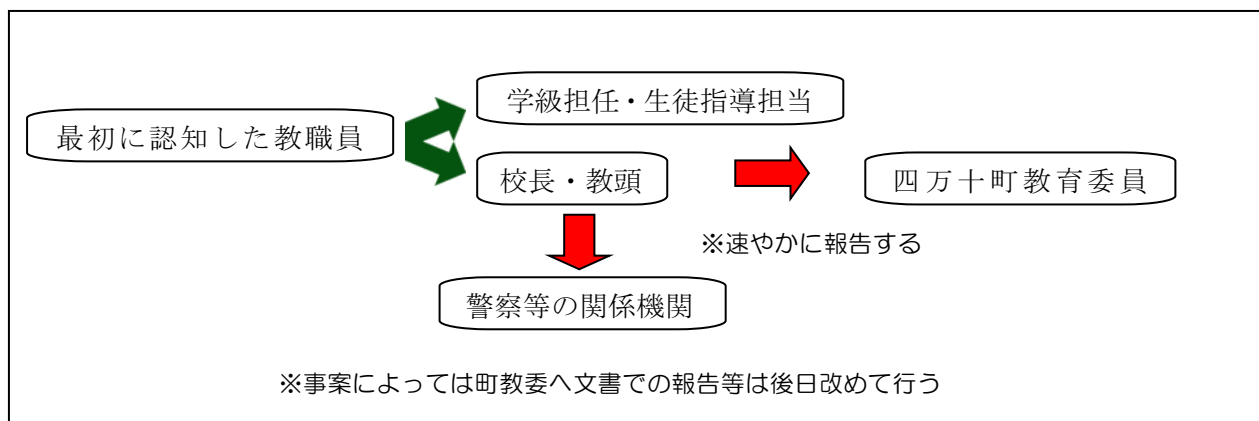 学級担任・生徒指導担当
最初に認知した教職員
校長・教頭
四万十町教育委員
※速やかに報告する
警察等の関係機関
※事案によっては町教委へ文書での報告等は後日改めて行う